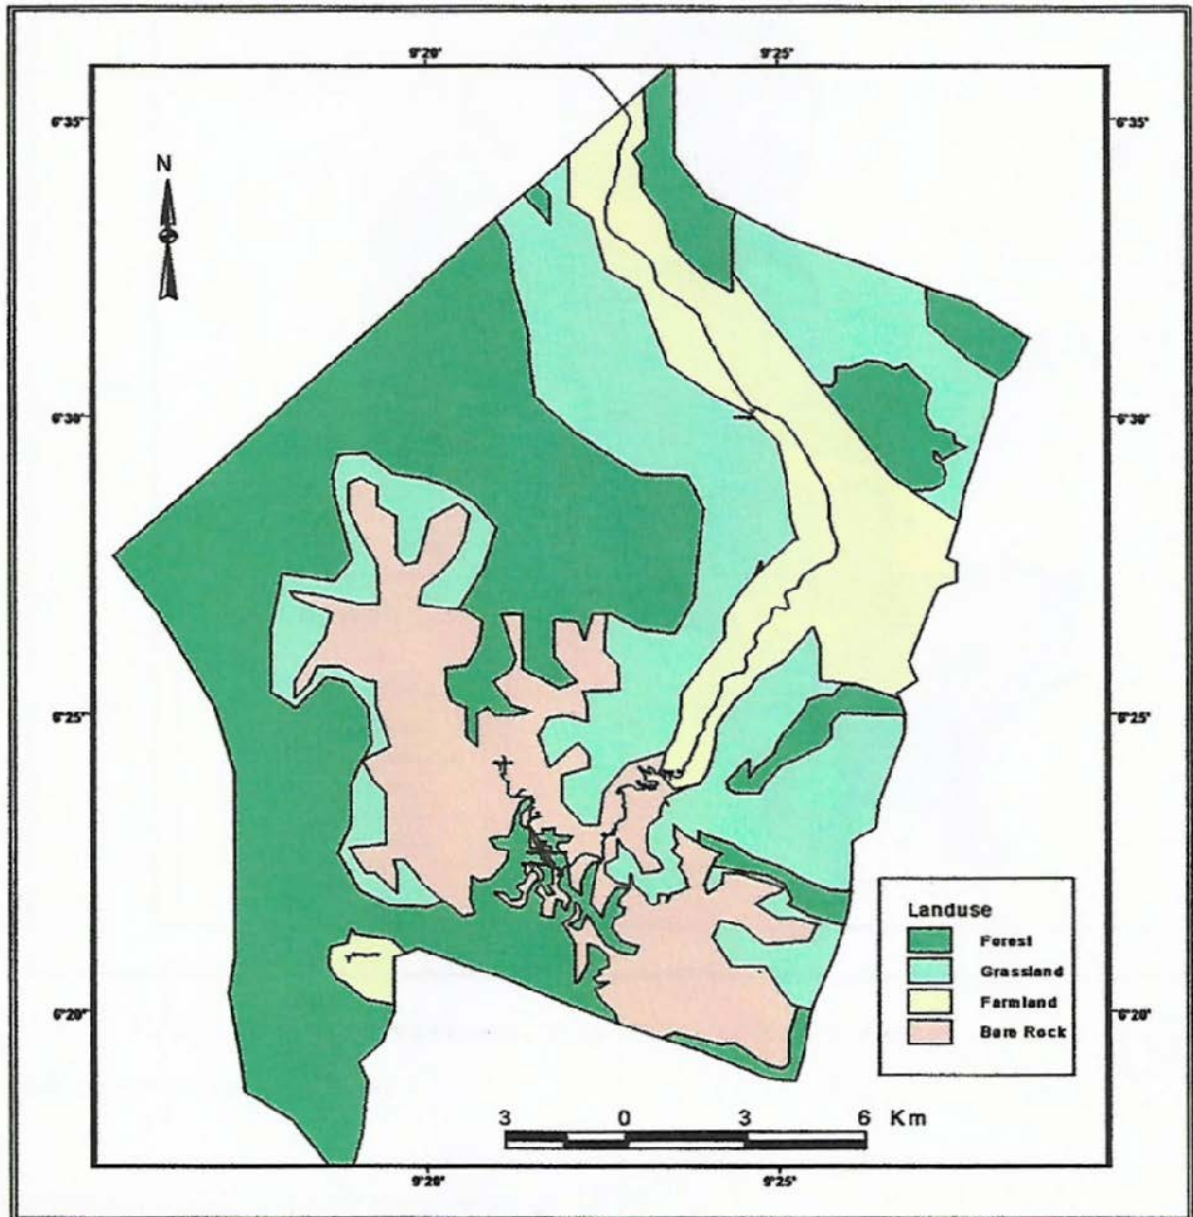 9°20' 9°25'
6°35' 6°35'
N
6°30' 6°30'
6°25' 6°25'
Landuse
Forest
Grassland
Farmland
Bare Rock
6°20' 6°20'
3 0 3 6 Km
9°20' 9°25'